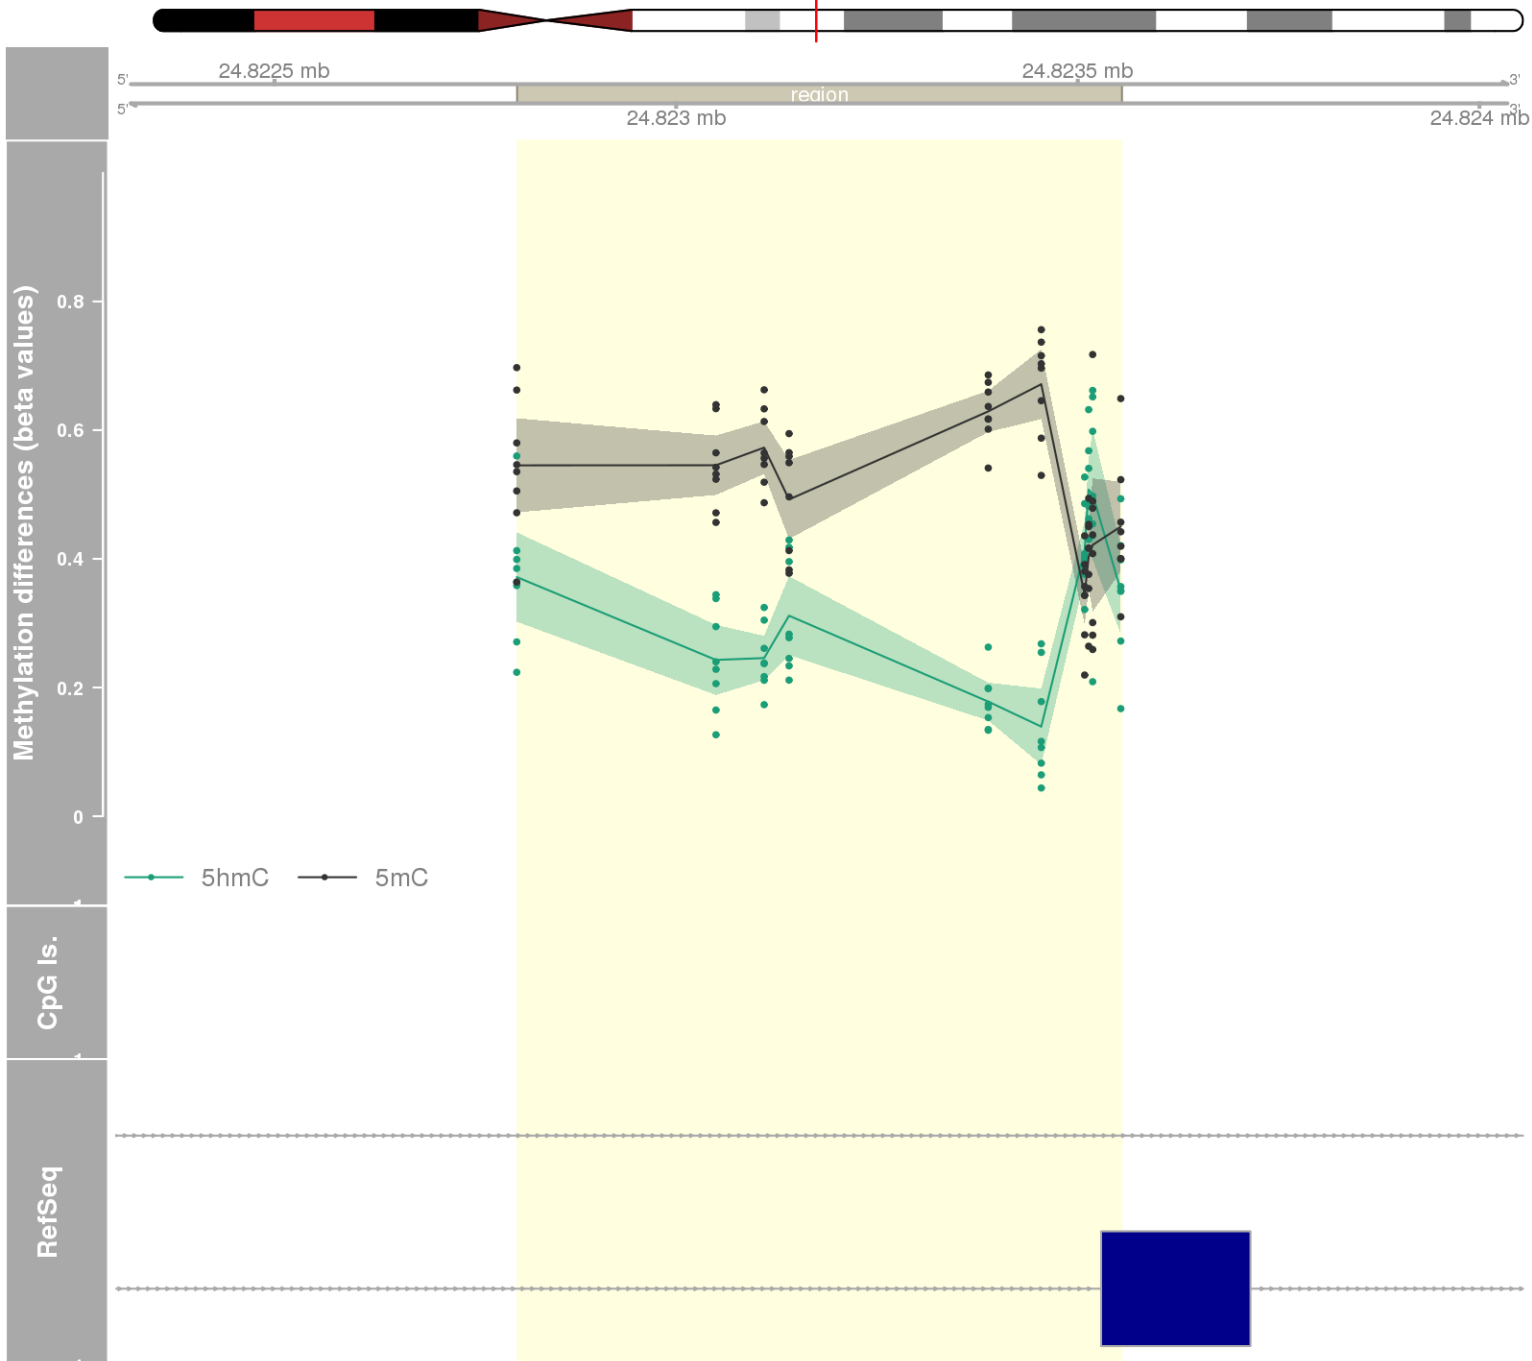 24.8225 mb
24.8235 mb
5'
3'
region
5'
3'
24.823 mb
24.824 mb
Methylation differences (beta values)
0.8
0.6
0.4
0.2
0
5hmC
5mC
CpG Is.
RefSeq